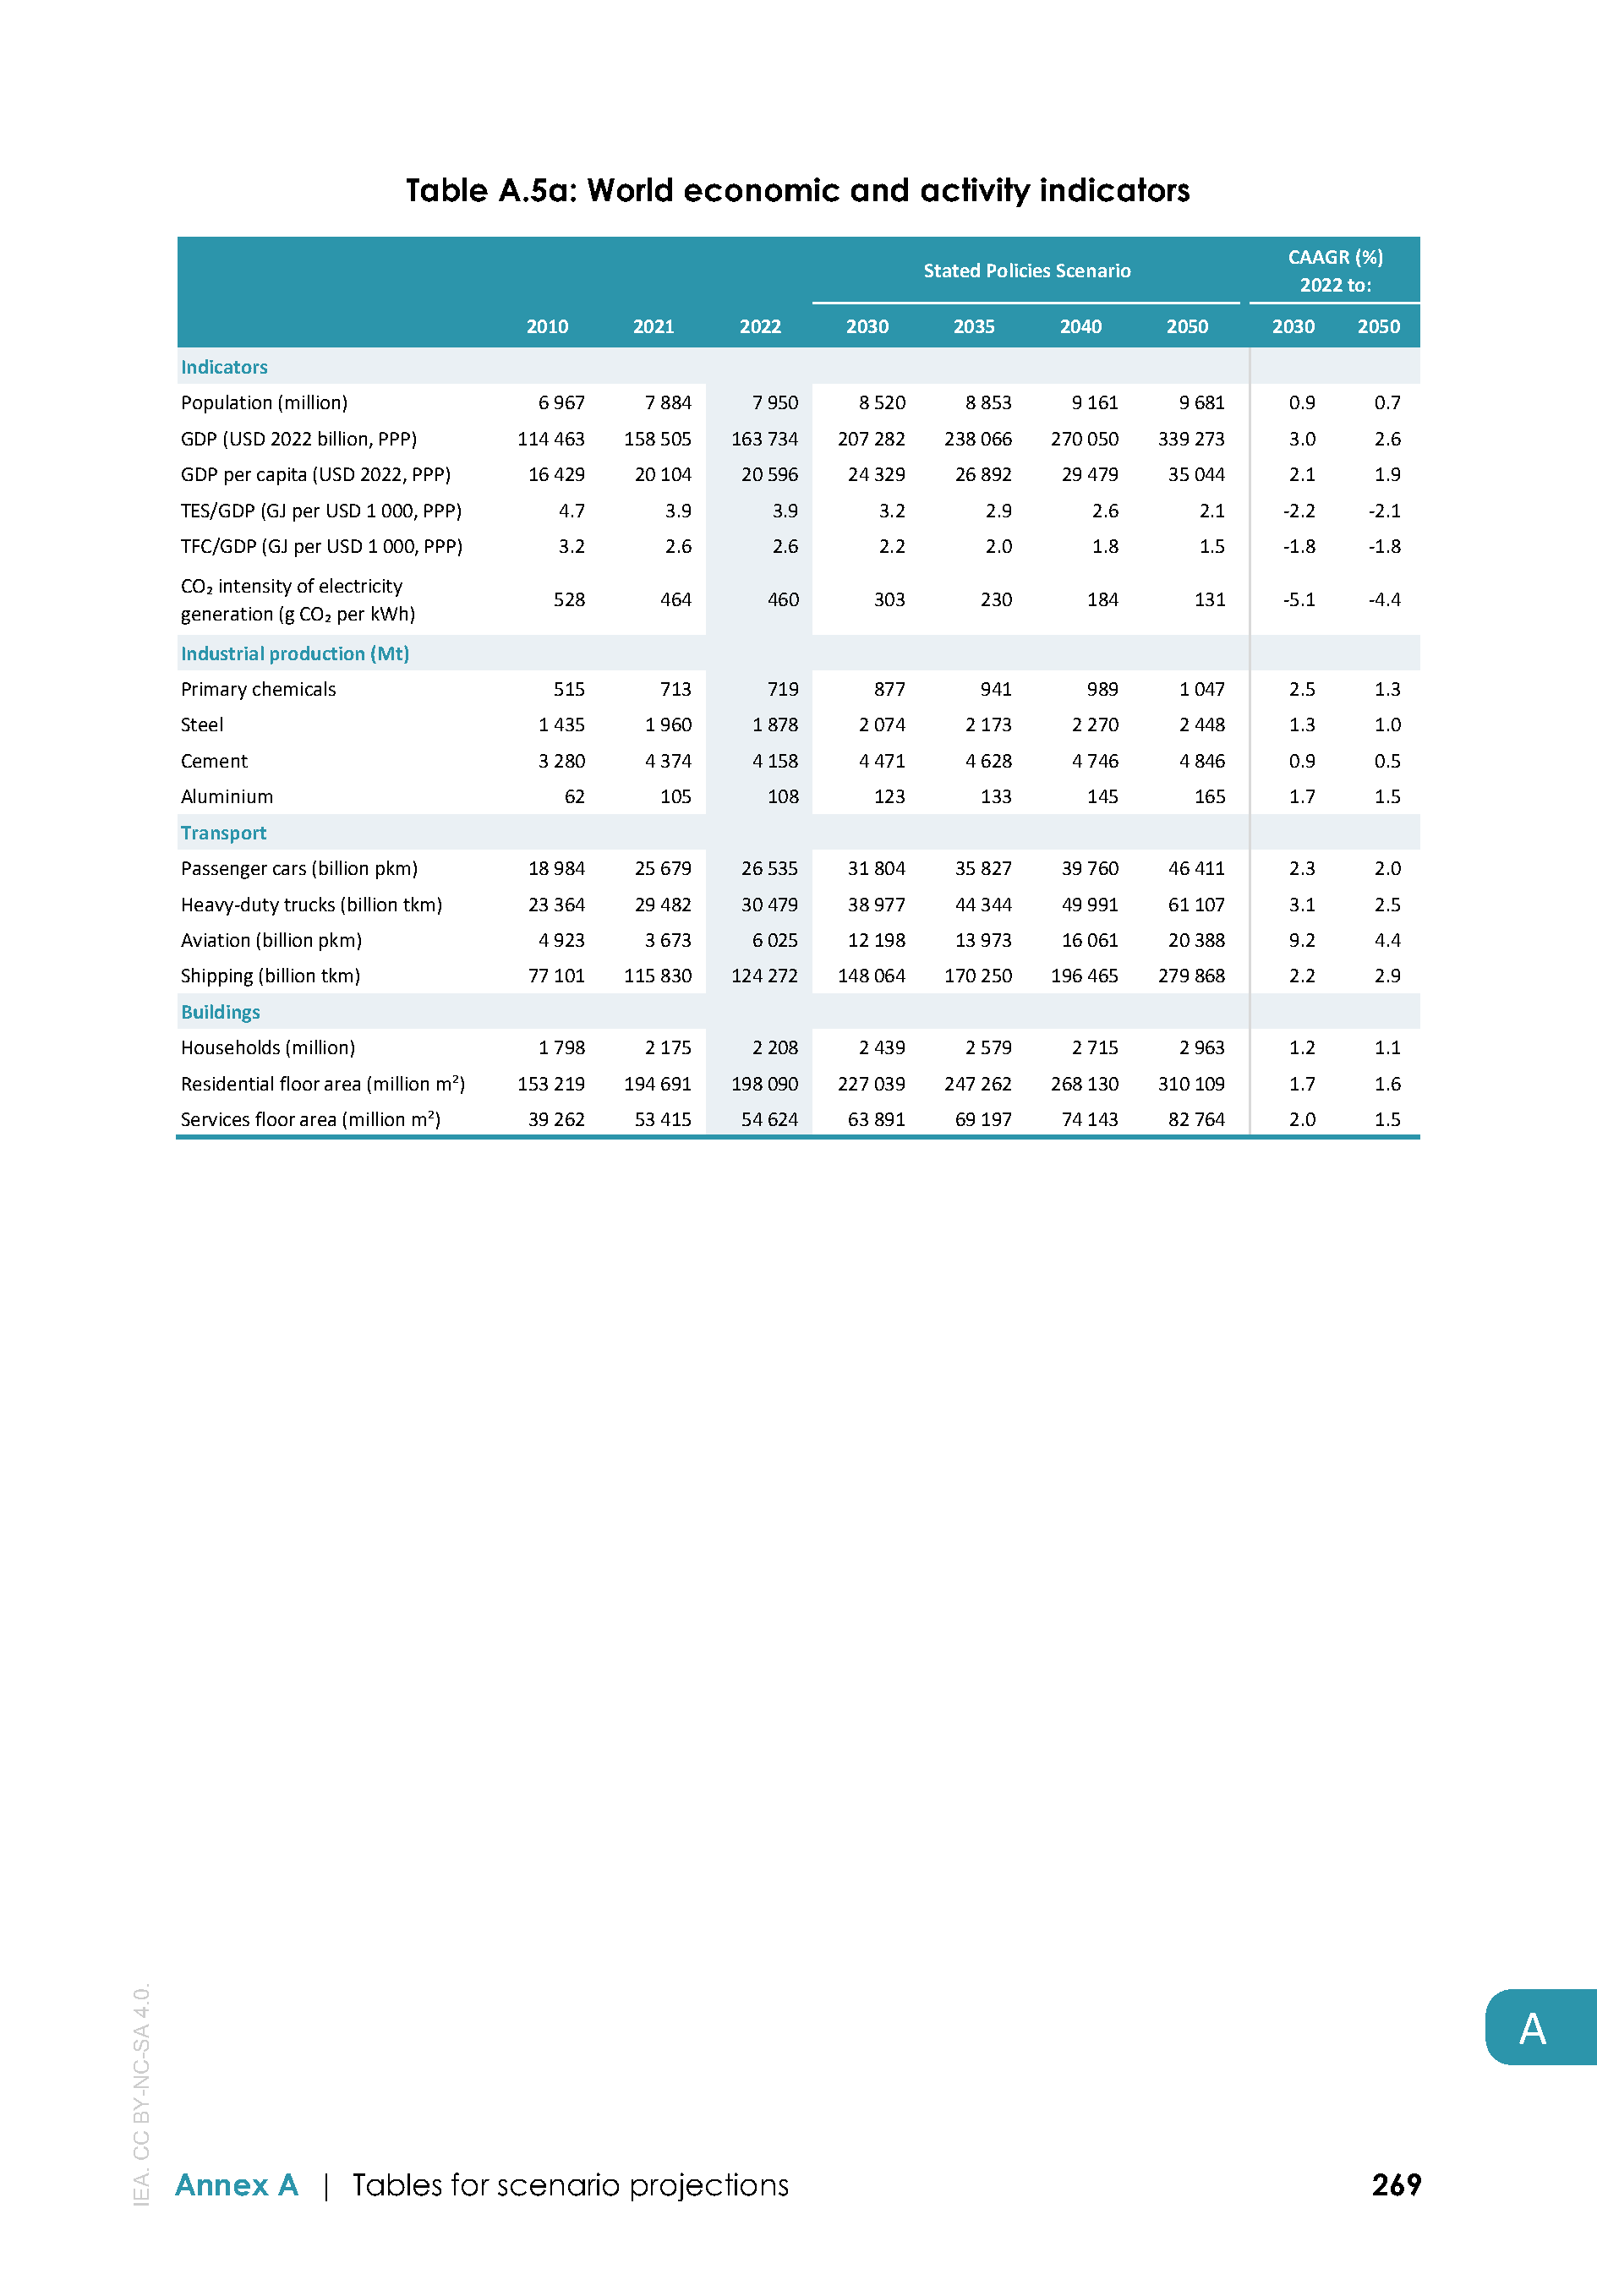 Table A.5a: World economic and activity indicators
Stated Policies Scenario
CAAGR (%)
2022 to:
2010 2021 2022 2030 2035 2040 2050 2030 2050
Indicators
Population (million) 6 967 7 884 7 950 8 520 8 853 9 161 9 681 0.9 0.7
GDP (USD 2022 billion, PPP) 114 463 158 505 163 734 207 282 238 066 270 050 339 273 3.0 2.6
GDP per capita (USD 2022, PPP) 16 429 20 104 20 596 24 329 26 892 29 479 35 044 2.1 1.9
TES/GDP (GJ per USD 1 000, PPP) 4.7 3.9 3.9 3.2 2.9 2.6 2.1 -2.2 -2.1
TFC/GDP (GJ per USD 1 000, PPP) 3.2 2.6 2.6 2.2 2.0 1.8 1.5 -1.8 -1.8
CO₂ intensity of electricity
generation (g CO₂ per kWh) 528 464 460 303 230 184 131 -5.1 -4.4
Industrial production (Mt)
Primary chemicals 515 713 719 877 941 989 1 047 2.5 1.3
Steel 1 435 1 960 1 878 2 074 2 173 2 270 2 448 1.3 1.0
Cement 3 280 4 374 4 158 4 471 4 628 4 746 4 846 0.9 0.5
Aluminium 62 105 108 123 133 145 165 1.7 1.5
Transport
Passenger cars (billion pkm) 18 984 25 679 26 535 31 804 35 827 39 760 46 411 2.3 2.0
Heavy-duty trucks (billion tkm) 23 364 29 482 30 479 38 977 44 344 49 991 61 107 3.1 2.5
Aviation (billion pkm) 4 923 3 673 6 025 12 198 13 973 16 061 20 388 9.2 4.4
Shipping (billion tkm) 77 101 115 830 124 272 148 064 170 250 196 465 279 868 2.2 2.9
Buildings
Households (million) 1 798 2 175 2 208 2 439 2 579 2 715 2 963 1.2 1.1
Residential floor area (million m²) 153 219 194 691 198 090 227 039 247 262 268 130 310 109 1.7 1.6
Services floor area (million m²) 39 262 53 415 54 624 63 891 69 197 74 143 82 764 2.0 1.5
A
IEA. CC BY-NC-SA 4.0.
Annex A | Tables for scenario projections 269